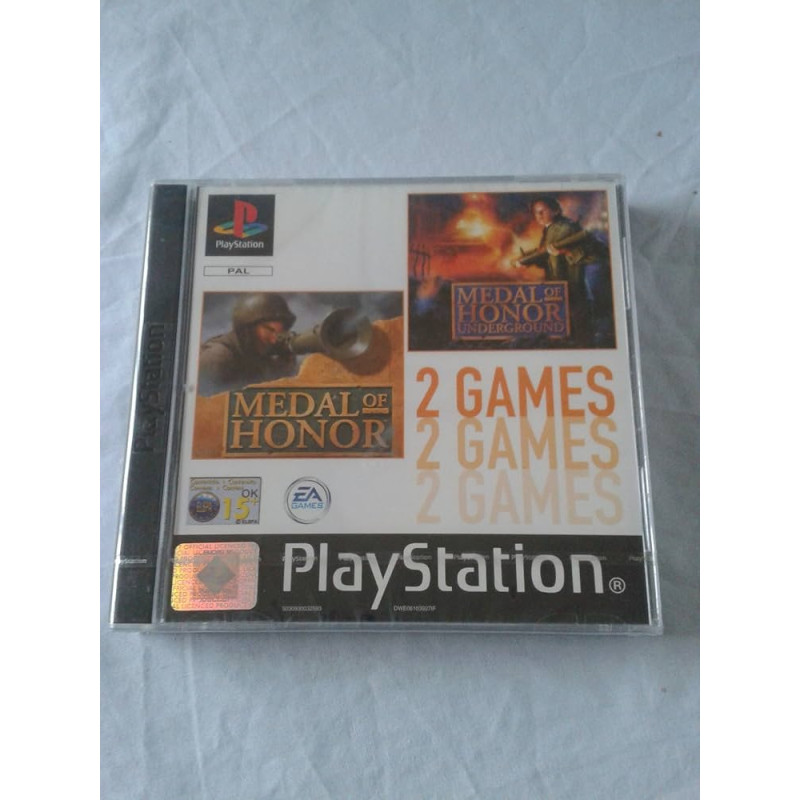 PlayStation
PlayStation
PAL
MEDAL OF
HONOR
UNDERGROUND
MEDAL OF
HONOR
2 GAMES
2 GAMES
2 GAMES
OK
15+
EA
GAMES
PlayStation®